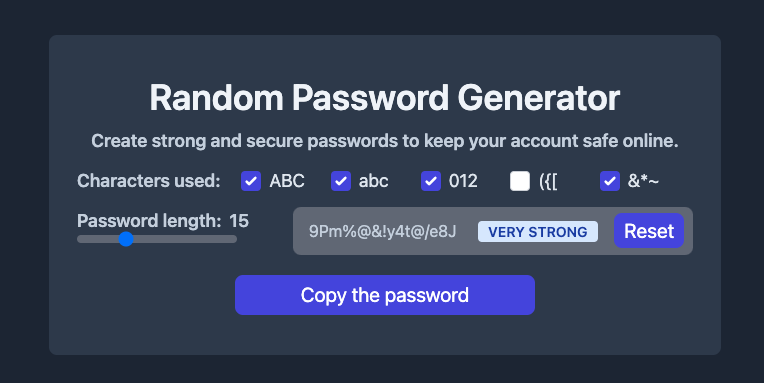 Random Password Generator
Create strong and secure passwords to keep your account safe online.
Characters used: ABC abc 012 ({[ &*~
Password length: 15
9Pm%@&!y4t@/e8J VERY STRONG Reset
Copy the password